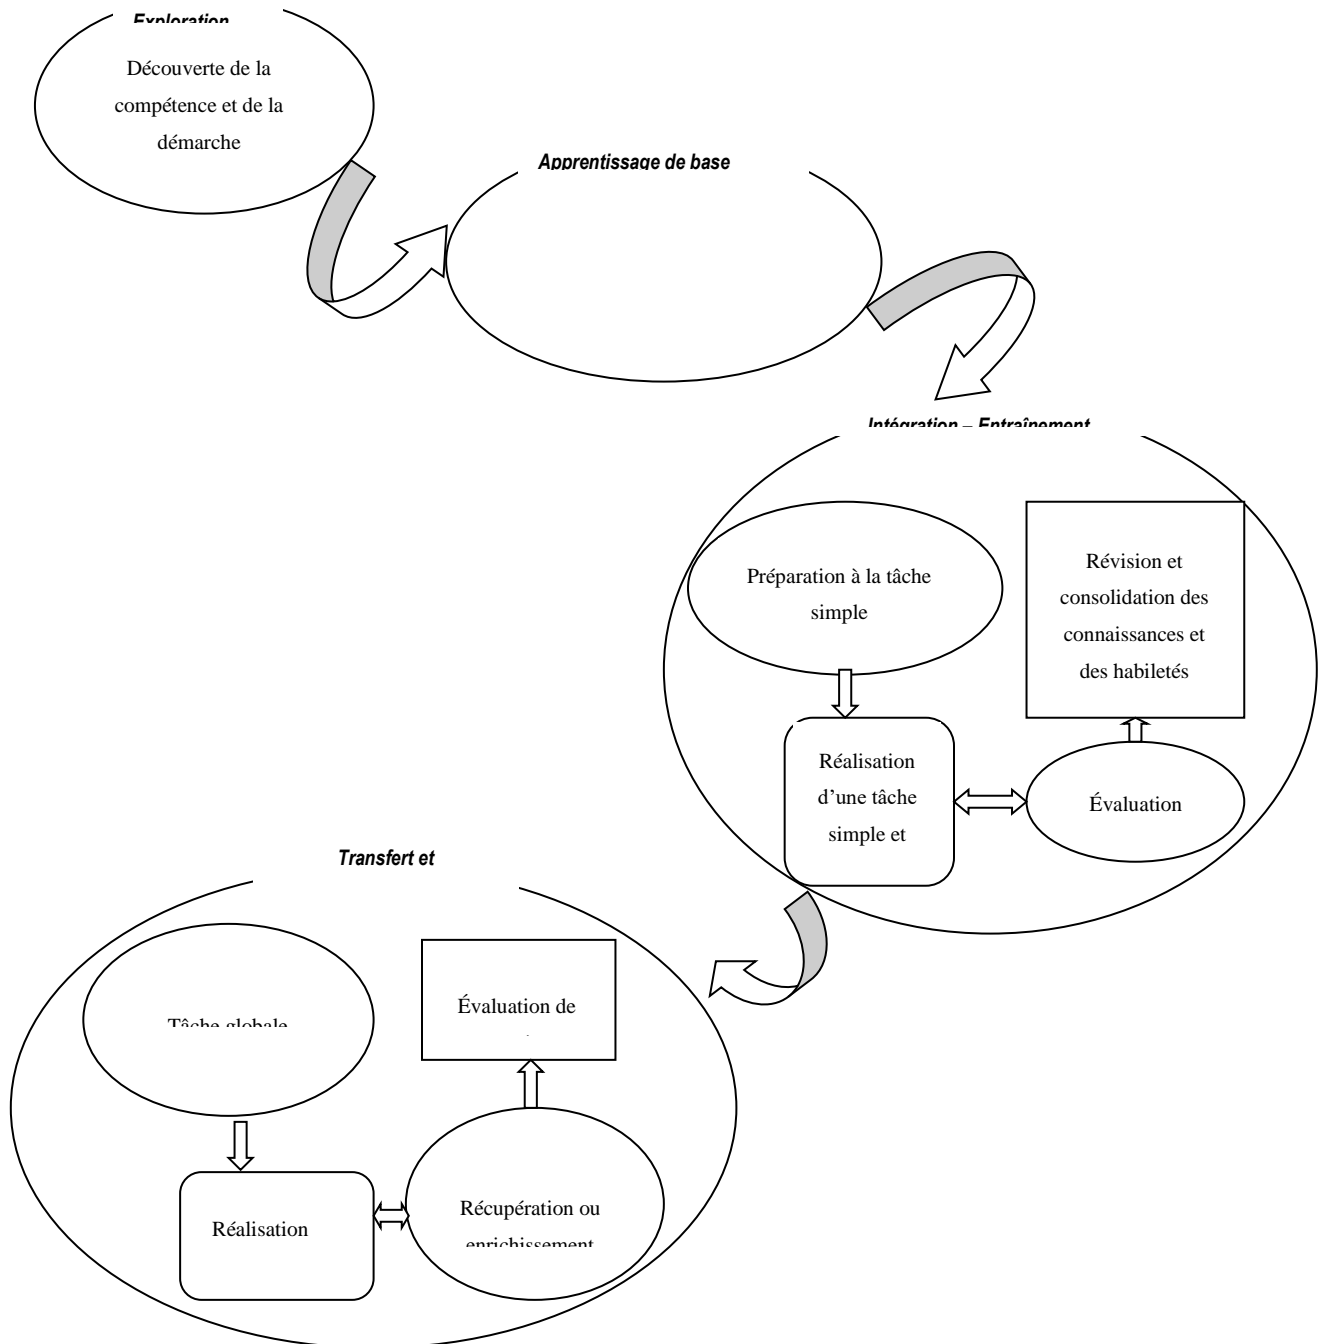 Exploration
Découverte de la
compétence et de la
démarche
Apprentissage de base
Intégration – Entraînement
Préparation à la tâche
simple
Révision et
consolidation des
connaissances et
des habiletés
Réalisation
d’une tâche
simple et
Évaluation
Transfert et
Tâche globale
Évaluation de
Réalisation
Récupération ou
enrichissement